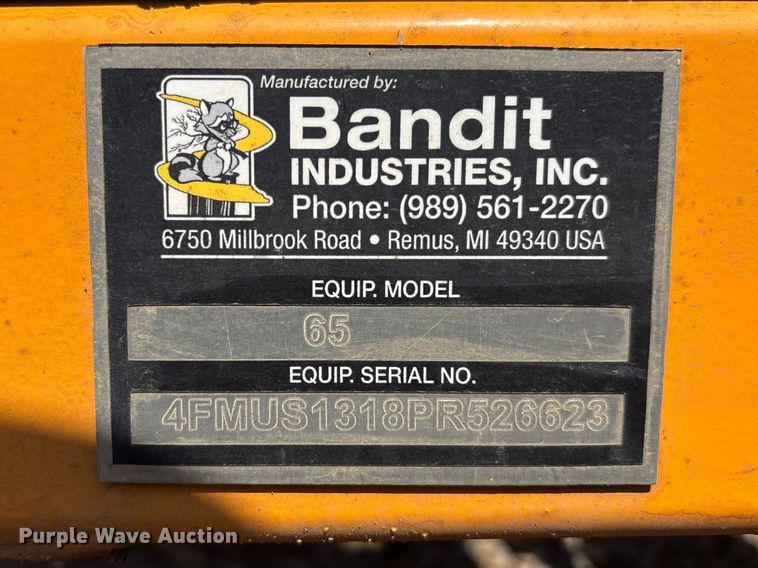 Manufactured by:
Bandit
INDUSTRIES, INC.
Phone: (989) 561-2270
6750 Millbrook Road • Remus, MI 49340 USA
EQUIP. MODEL
65
EQUIP. SERIAL NO.
4FMUS1318PR526623
Purple Wave Auction